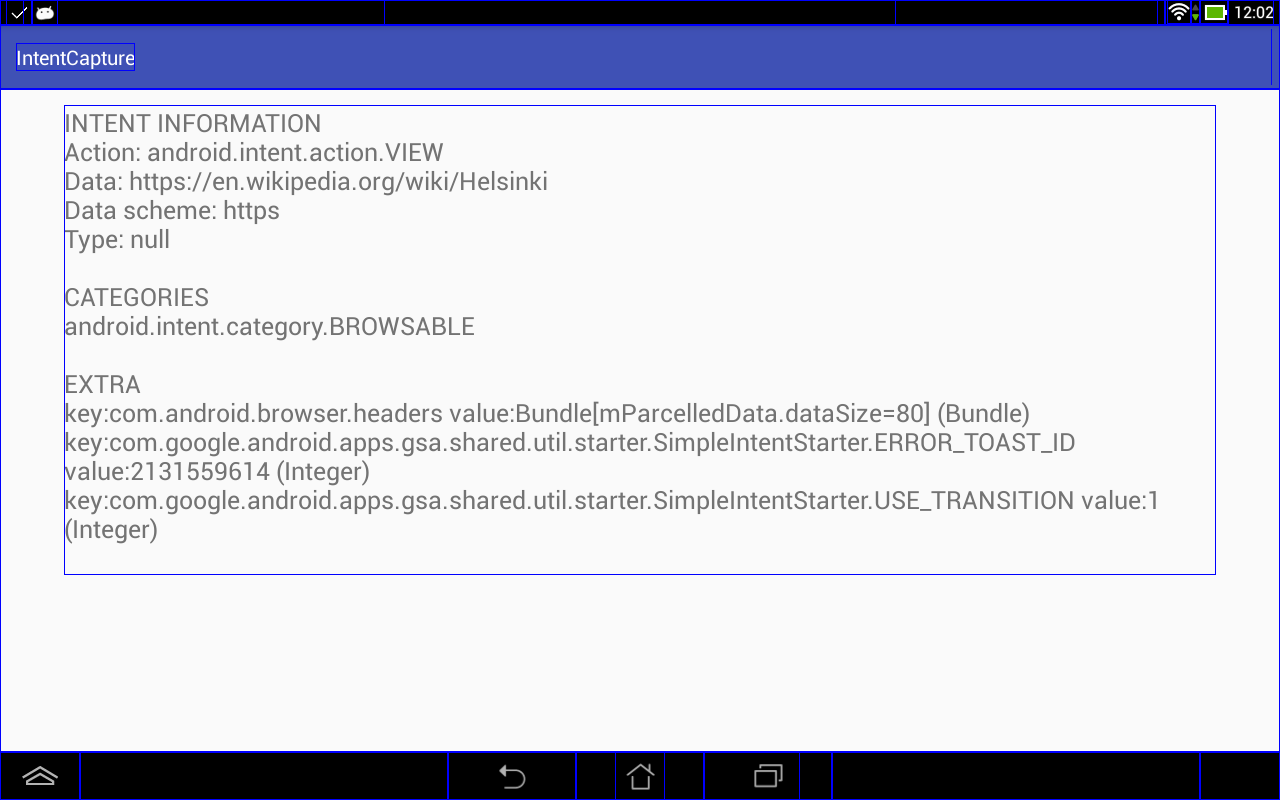 12:02
IntentCapture
INTENT INFORMATION
Action: android.intent.action.VIEW
Data: https://en.wikipedia.org/wiki/Helsinki
Data scheme: https
Type: null
CATEGORIES
android.intent.category.BROWSABLE
EXTRA
key:com.android.browser.headers value:Bundle[mParcelledData.dataSize=80] (Bundle)
key:com.google.android.apps.gsa.shared.util.starter.SimpleIntentStarter.ERROR_TOAST_ID
value:2131559614 (Integer)
key:com.google.android.apps.gsa.shared.util.starter.SimpleIntentStarter.USE_TRANSITION value:1
(Integer)